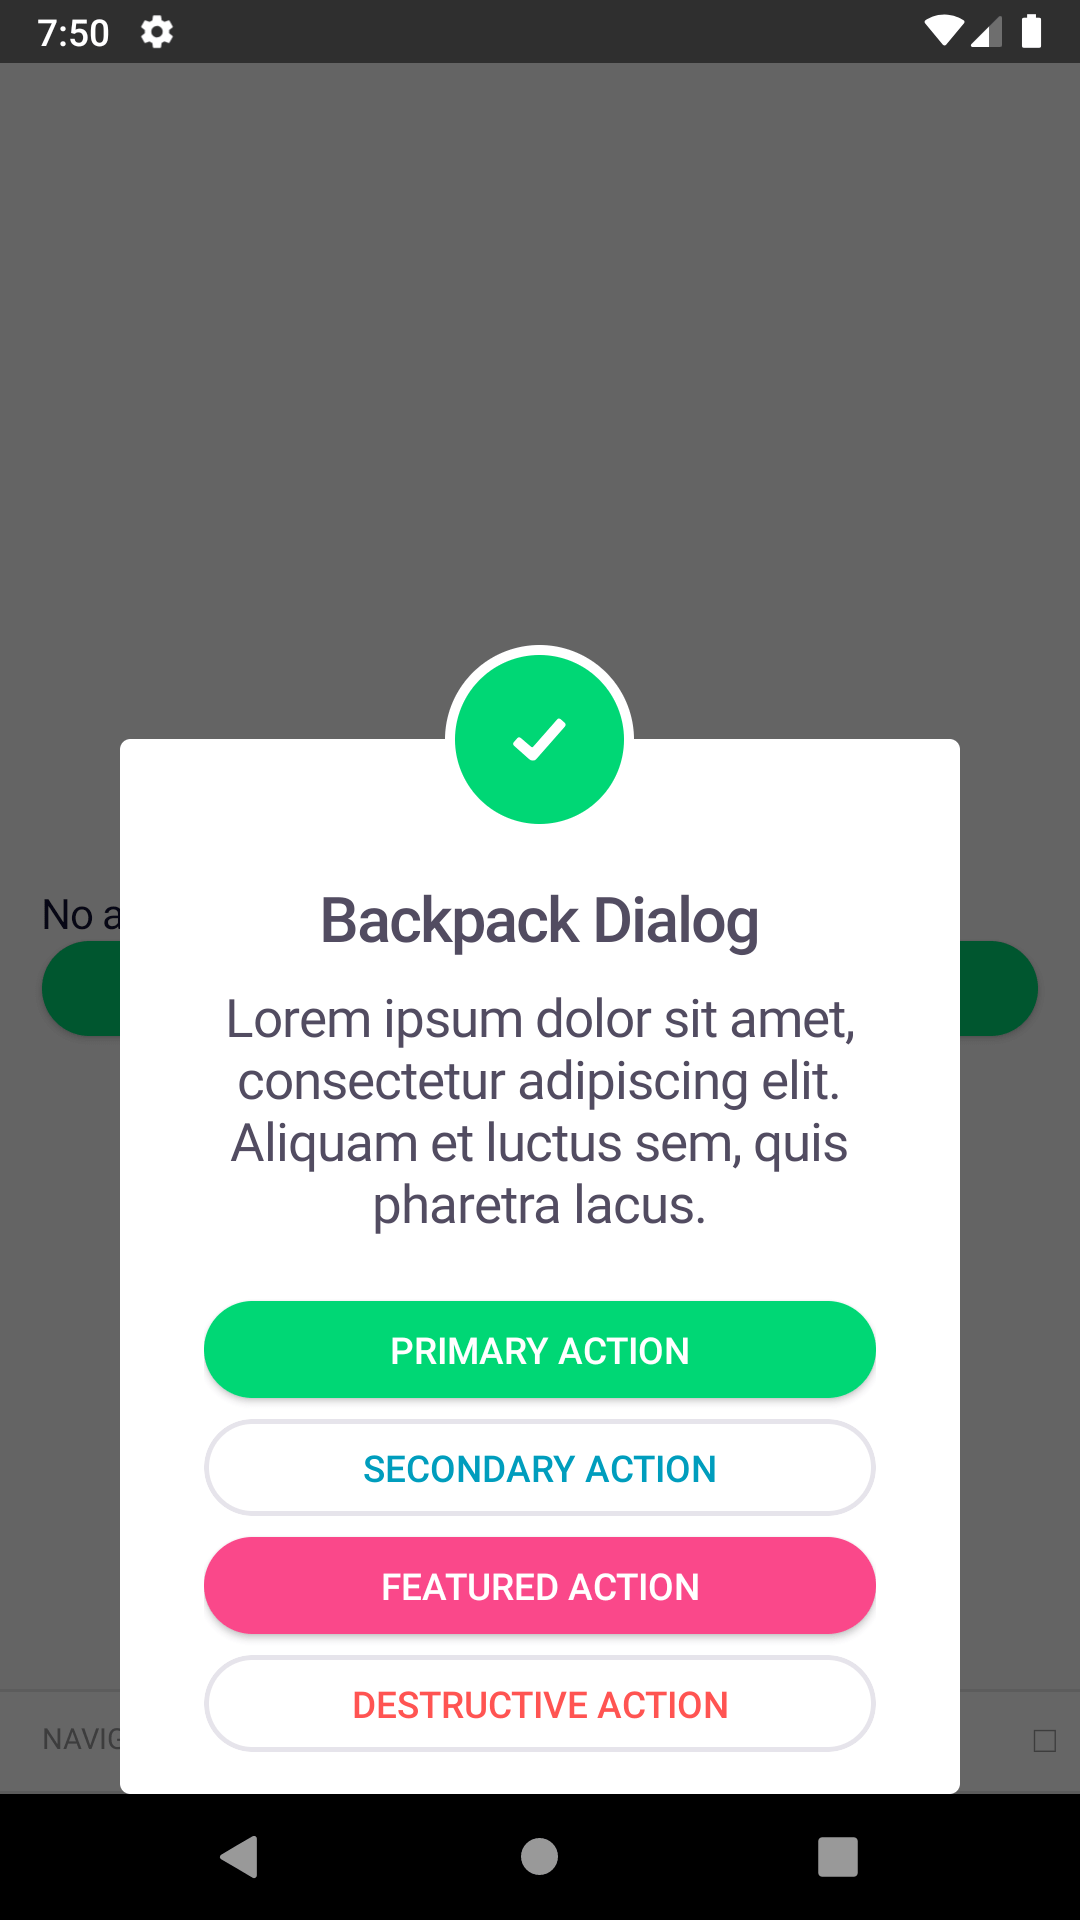 7:50
Backpack Dialog
No a
Lorem ipsum dolor sit amet,
consectetur adipiscing elit.
Aliquam et luctus sem, quis
pharetra lacus.
PRIMARY ACTION
SECONDARY ACTION
FEATURED ACTION
DESTRUCTIVE ACTION
NAVIG